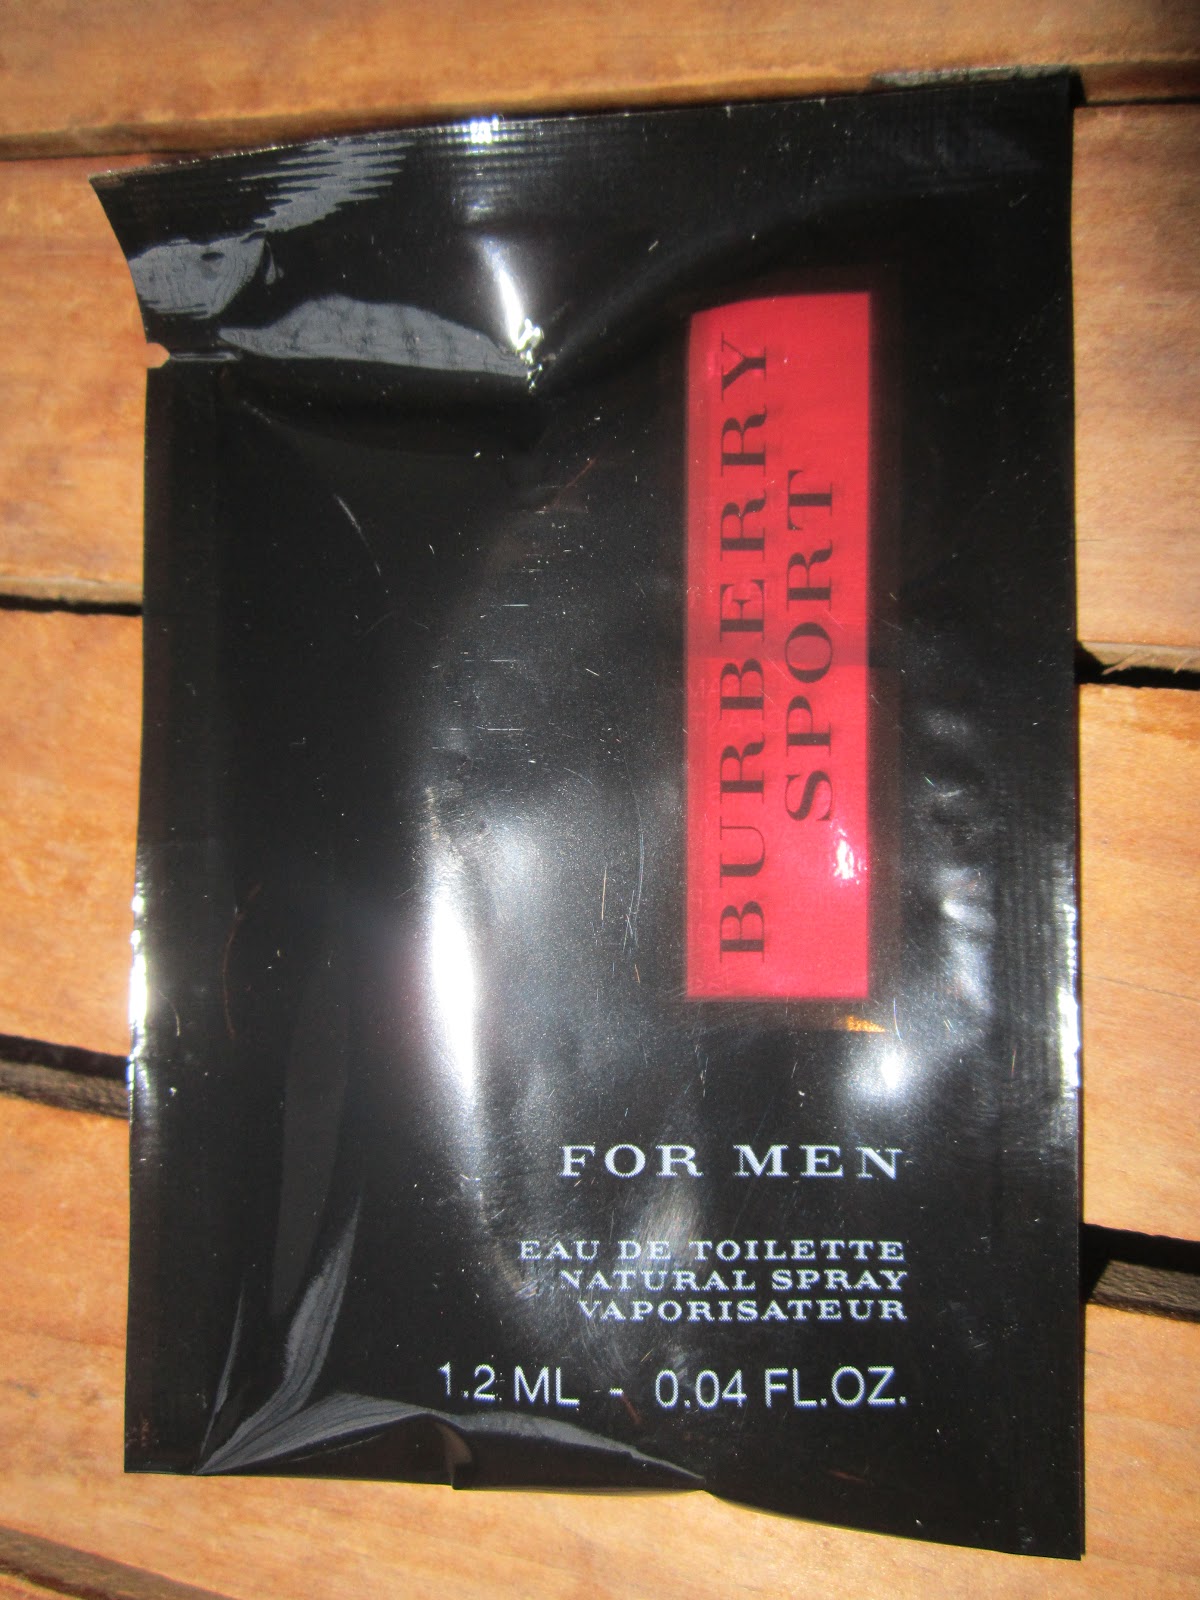 BURBERRY
SPORT
FOR MEN
EAU DE TOILETTE
NATURAL SPRAY
VAPORISATEUR
1.2 ML - 0.04 FL.OZ.